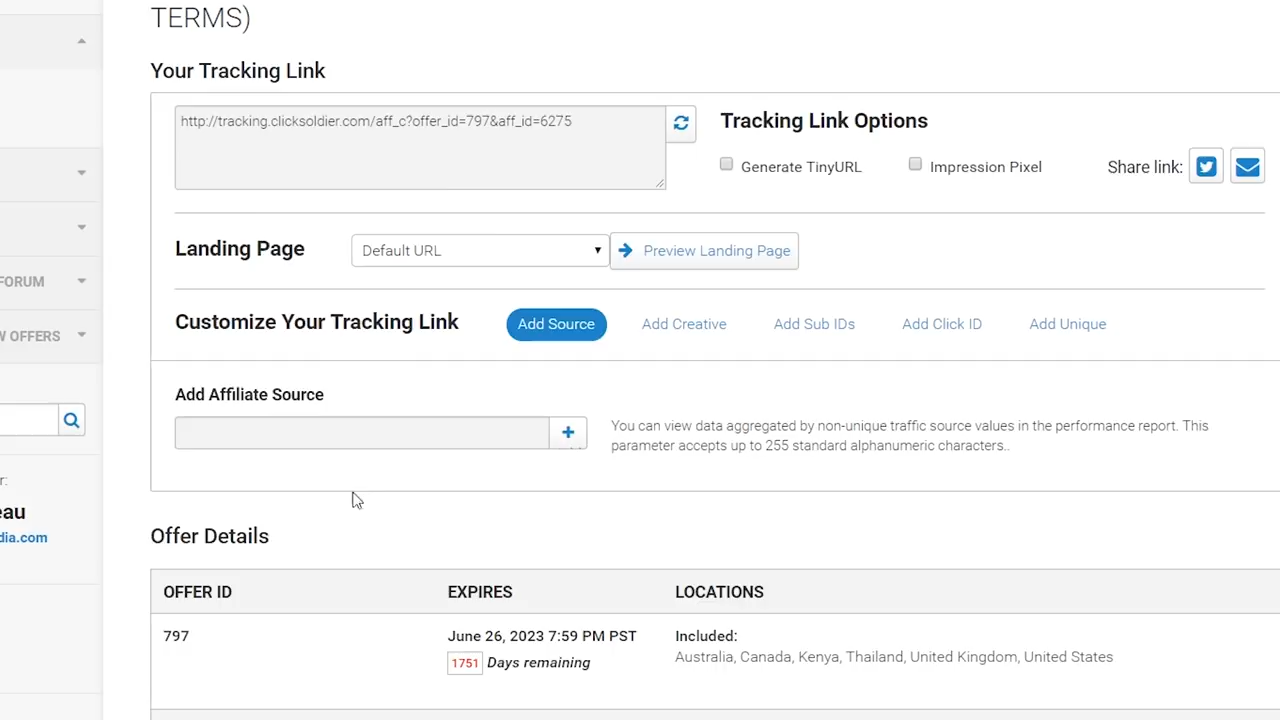 TERMS)
Your Tracking Link
http://tracking.clicksoldier.com/aff_c?offer_id=797&aff_id=6275
Tracking Link Options
Generate TinyURL
Impression Pixel
Share link:
Landing Page
Default URL
Preview Landing Page
Customize Your Tracking Link
Add Source
Add Creative
Add Sub IDs
Add Click ID
Add Unique
FORUM
W OFFERS
Add Affiliate Source
You can view data aggregated by non-unique traffic source values in the performance report. This
parameter accepts up to 255 standard alphanumeric characters..
r:
eau
dia.com
Offer Details
OFFER ID
EXPIRES
LOCATIONS
797
June 26, 2023 7:59 PM PST
1751 Days remaining
Included:
Australia, Canada, Kenya, Thailand, United Kingdom, United States